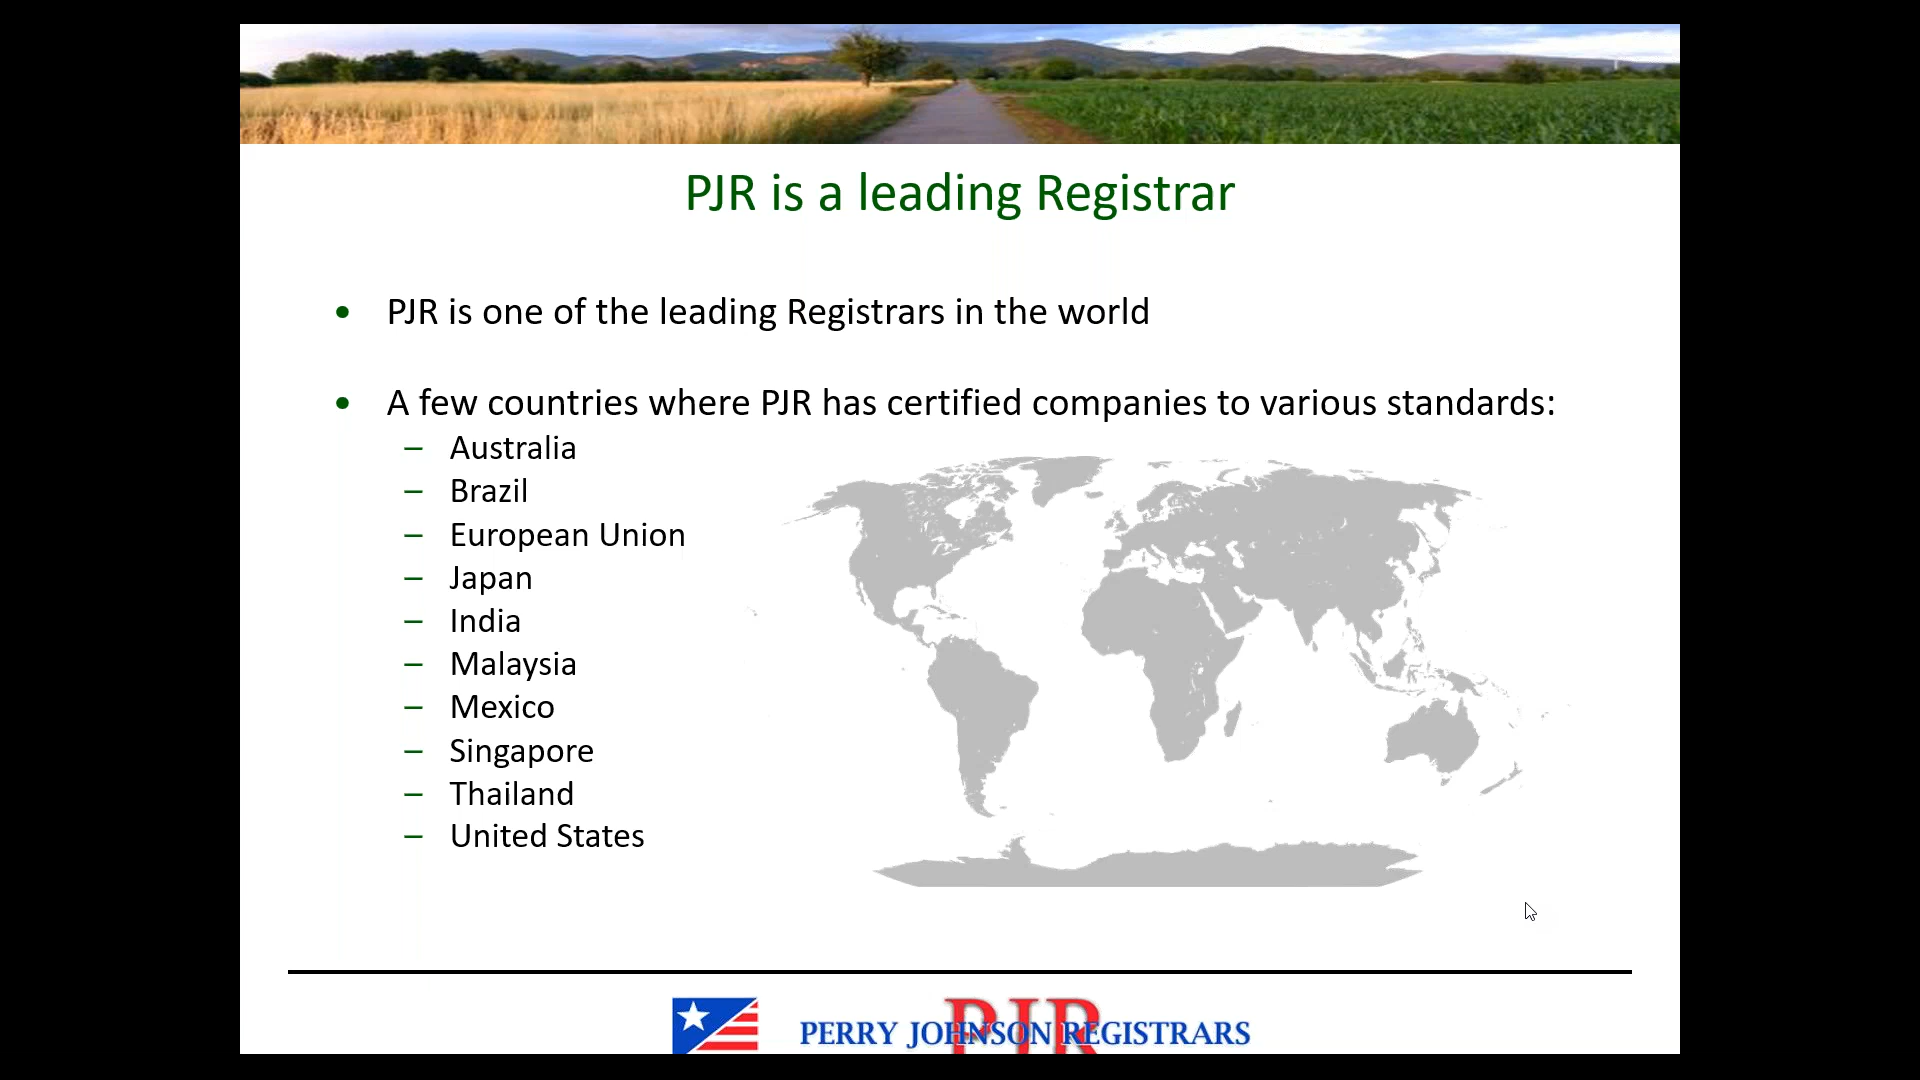 PJR is a leading Registrar
• PJR is one of the leading Registrars in the world
• A few countries where PJR has certified companies to various standards:
– Australia
– Brazil
– European Union
– Japan
– India
– Malaysia
– Mexico
– Singapore
– Thailand
– United States
PJR
PERRY JOHNSON REGISTRARS